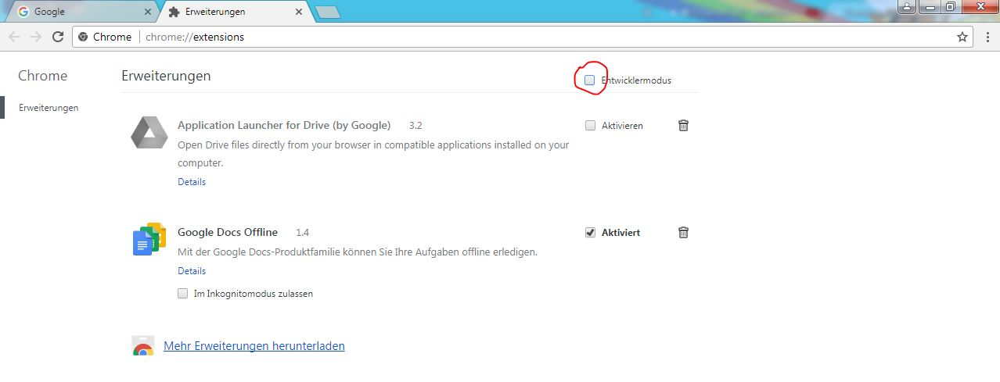 Google
Erweiterungen
Chrome chrome://extensions
Chrome
Erweiterungen
Entwicklermodus
Erweiterungen
Application Launcher for Drive (by Google) 3.2
Aktivieren
Open Drive files directly from your browser in compatible applications installed on your
computer.
Details
Google Docs Offline 1.4
Aktiviert
Mit der Google Docs-Produktfamilie können Sie Ihre Aufgaben offline erledigen.
Details
Im Inkognitomodus zulassen
Mehr Erweiterungen herunterladen